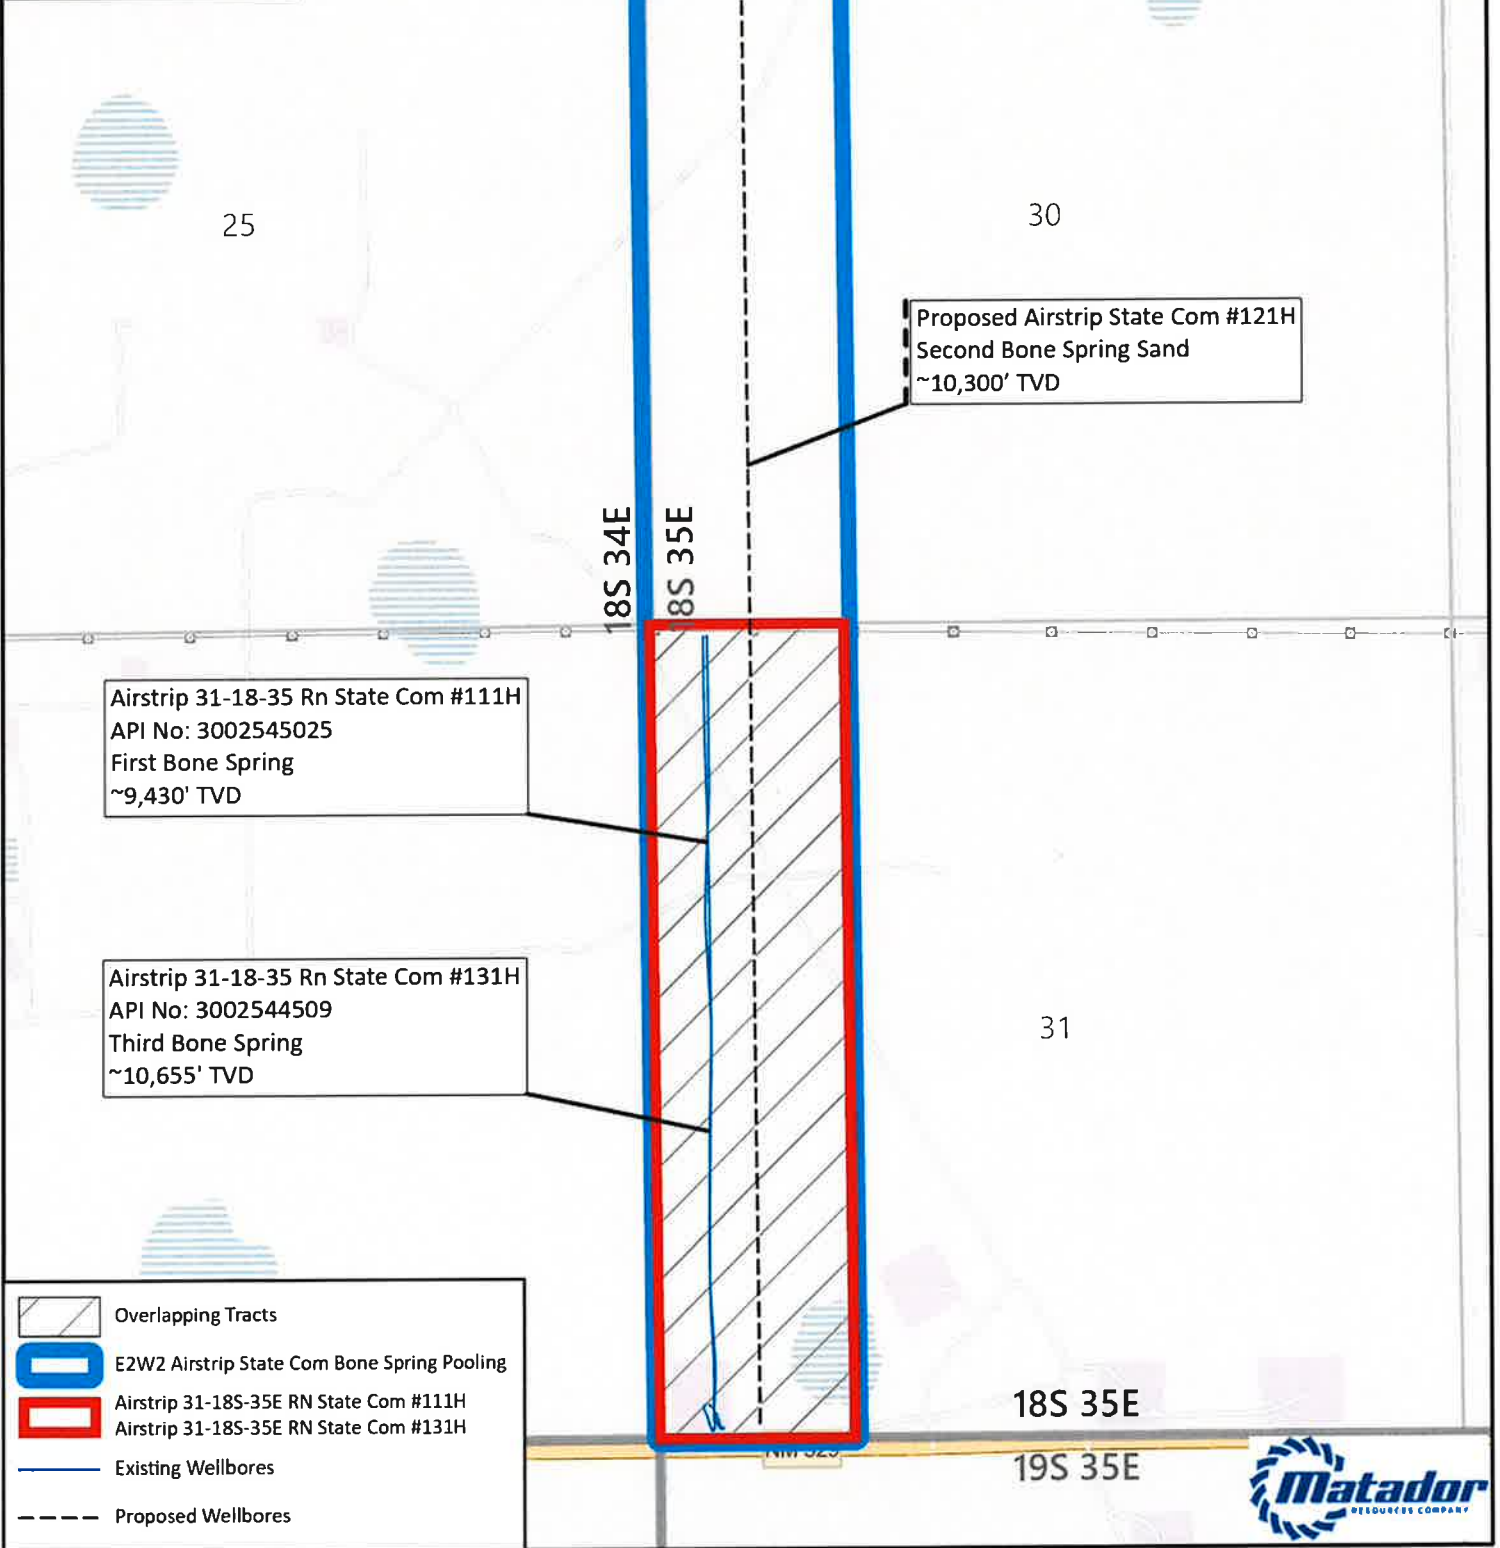 25
30
Proposed Airstrip State Com #121H
Second Bone Spring Sand
~10,300' TVD
18S 34E
18S 35E
Airstrip 31-18-35 Rn State Com #111H
API No: 3002545025
First Bone Spring
~9,430' TVD
Airstrip 31-18-35 Rn State Com #131H
API No: 3002544509
Third Bone Spring
~10,655' TVD
31
Overlapping Tracts
E2W2 Airstrip State Com Bone Spring Pooling
Airstrip 31-18S-35E RN State Com #111H
Airstrip 31-18S-35E RN State Com #131H
Existing Wellbores
Proposed Wellbores
18S 35E
19S 35E
Matador
RESOURCES COMPANY